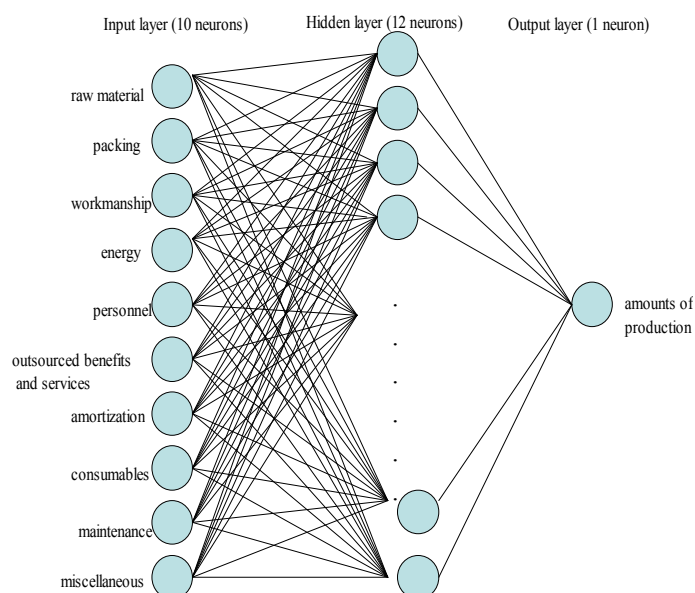 Input layer (10 neurons)
Hidden layer (12 neurons)
Output layer (1 neuron)
raw material
packing
workmanship
energy
personnel
outsourced benefits
and services
amortization
consumables
maintenance
miscellaneous
amounts of
production